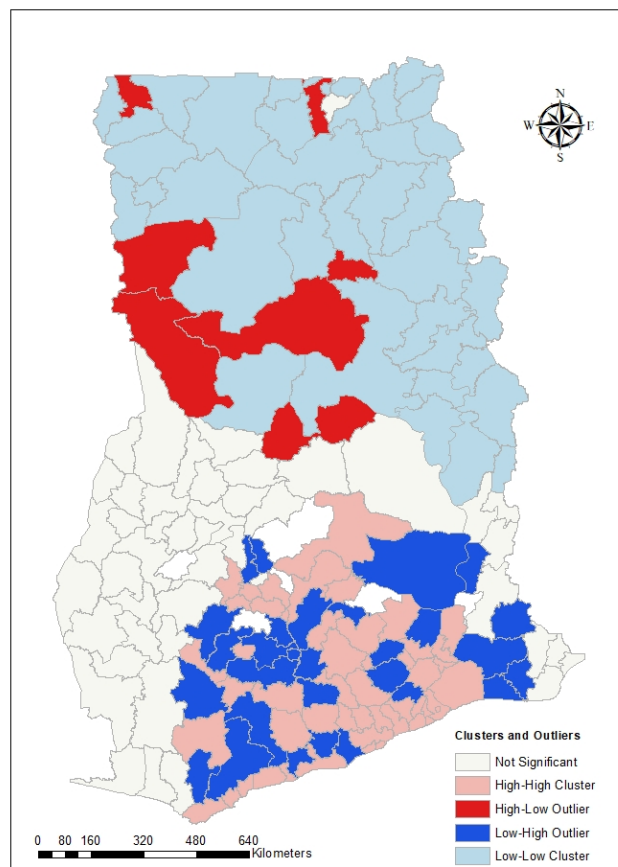 N
W E
S
Clusters and Outliers
Not Significant
High-High Cluster
High-Low Outlier
Low-High Outlier
Low-Low Cluster
0 80 160 320 480 640
Kilometers